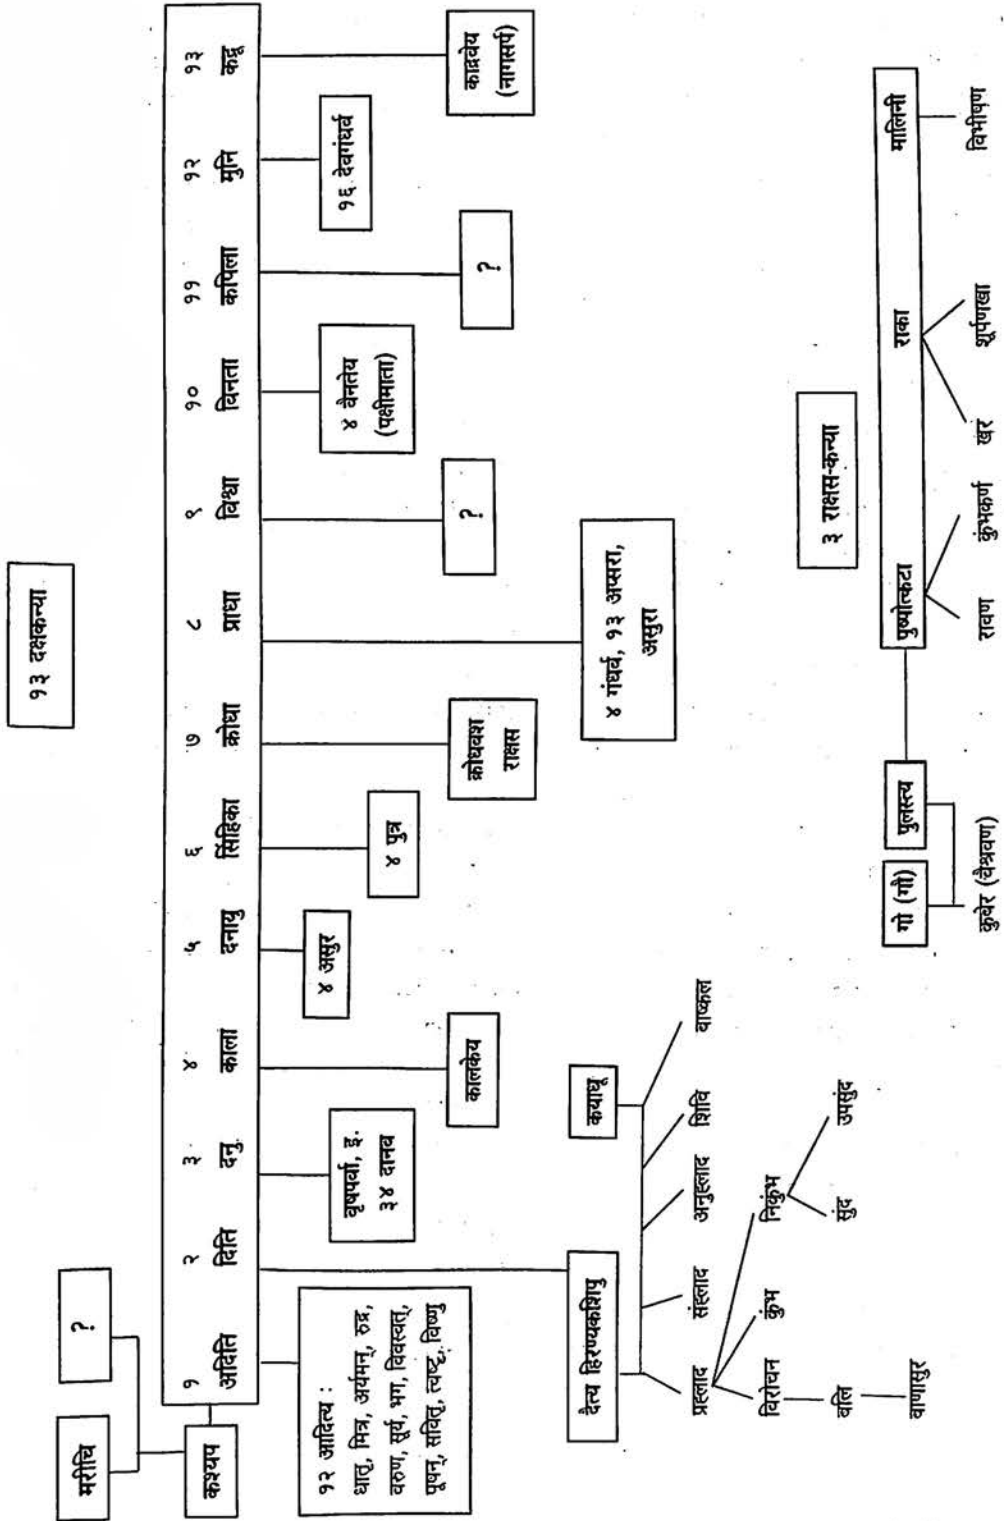 १३ दक्षकन्या
मरीचि
?
कश्यप
१ २ ३ ४ ५ ६ ७ ८ ९ १० ११ १२ १३
अदिति दिति दनु काला दनायु सिंहिका क्रोधा प्राधा विश्वा विनता कपिला मुनि कद्रू
१२ आदित्य :
धातृ, मित्र, अर्यमन्, रुद्र,
वरुण, सूर्य, भग, विवस्वत्,
पूषन्, सवितृ, त्वष्टृ, विष्णु
वृषपर्वा, इ.
३४ दानव
कालकेय
४ असुर
४ पुत्र
क्रोधवश
राक्षस
४ गंधर्व, १३ अप्सरा,
असुरा
?
४ वैनतेय
(पक्षीमाता)
?
१६ देवगंधर्व
काद्रवेय
(नागसर्प)
दैत्य हिरण्यकशिपु
कयाधू
प्रह्लाद संह्लाद अनुह्लाद शिवि बाष्कल
विरोचन कुंभ निकुंभ
बलि सुंद उपसुंद
बाणासुर
३ राक्षस-कन्या
गो (गौ) पुलस्त्य पुष्पोत्कटा राका मालिनी
कुबेर (वैश्रवण) रावण कुंभकर्ण खर शूर्पणखा विभीषण